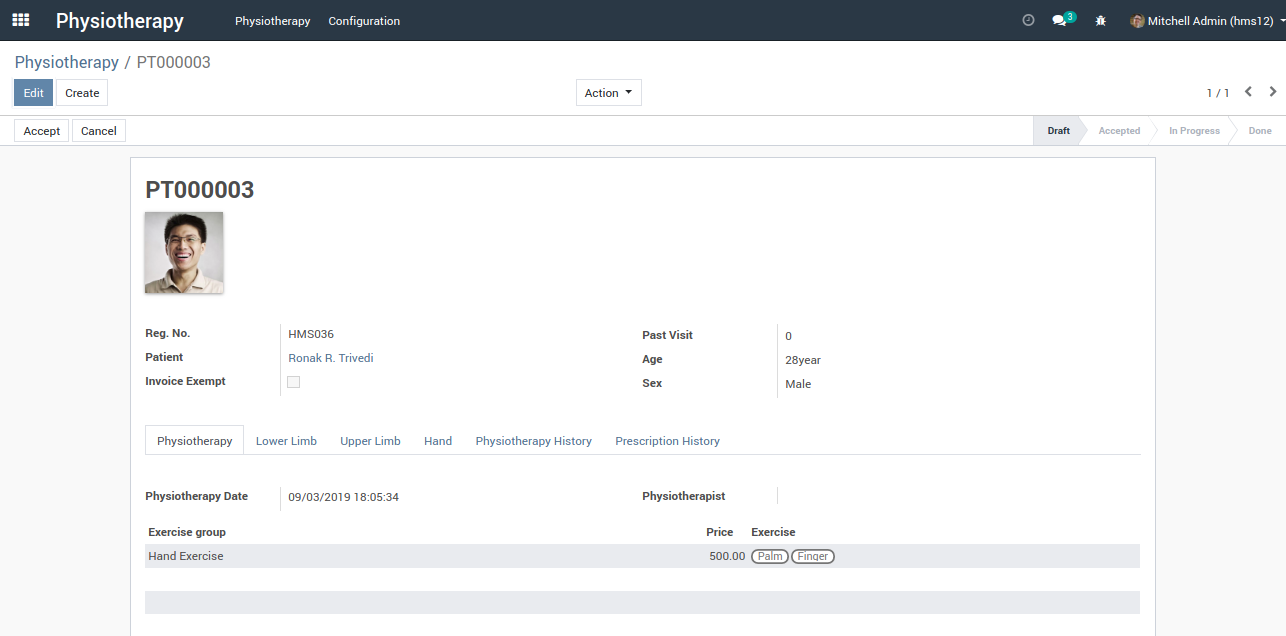 Physiotherapy Physiotherapy Configuration 3 Mitchell Admin (hms12)
Physiotherapy / PT000003
Edit Create Action 1 / 1
Accept Cancel Draft Accepted In Progress Done
PT000003
Reg. No. HMS036 Past Visit 0
Patient Ronak R. Trivedi Age 28year
Invoice Exempt Sex Male
Physiotherapy Lower Limb Upper Limb Hand Physiotherapy History Prescription History
Physiotherapy Date 09/03/2019 18:05:34 Physiotherapist
Exercise group Price Exercise
Hand Exercise 500.00 Palm Finger